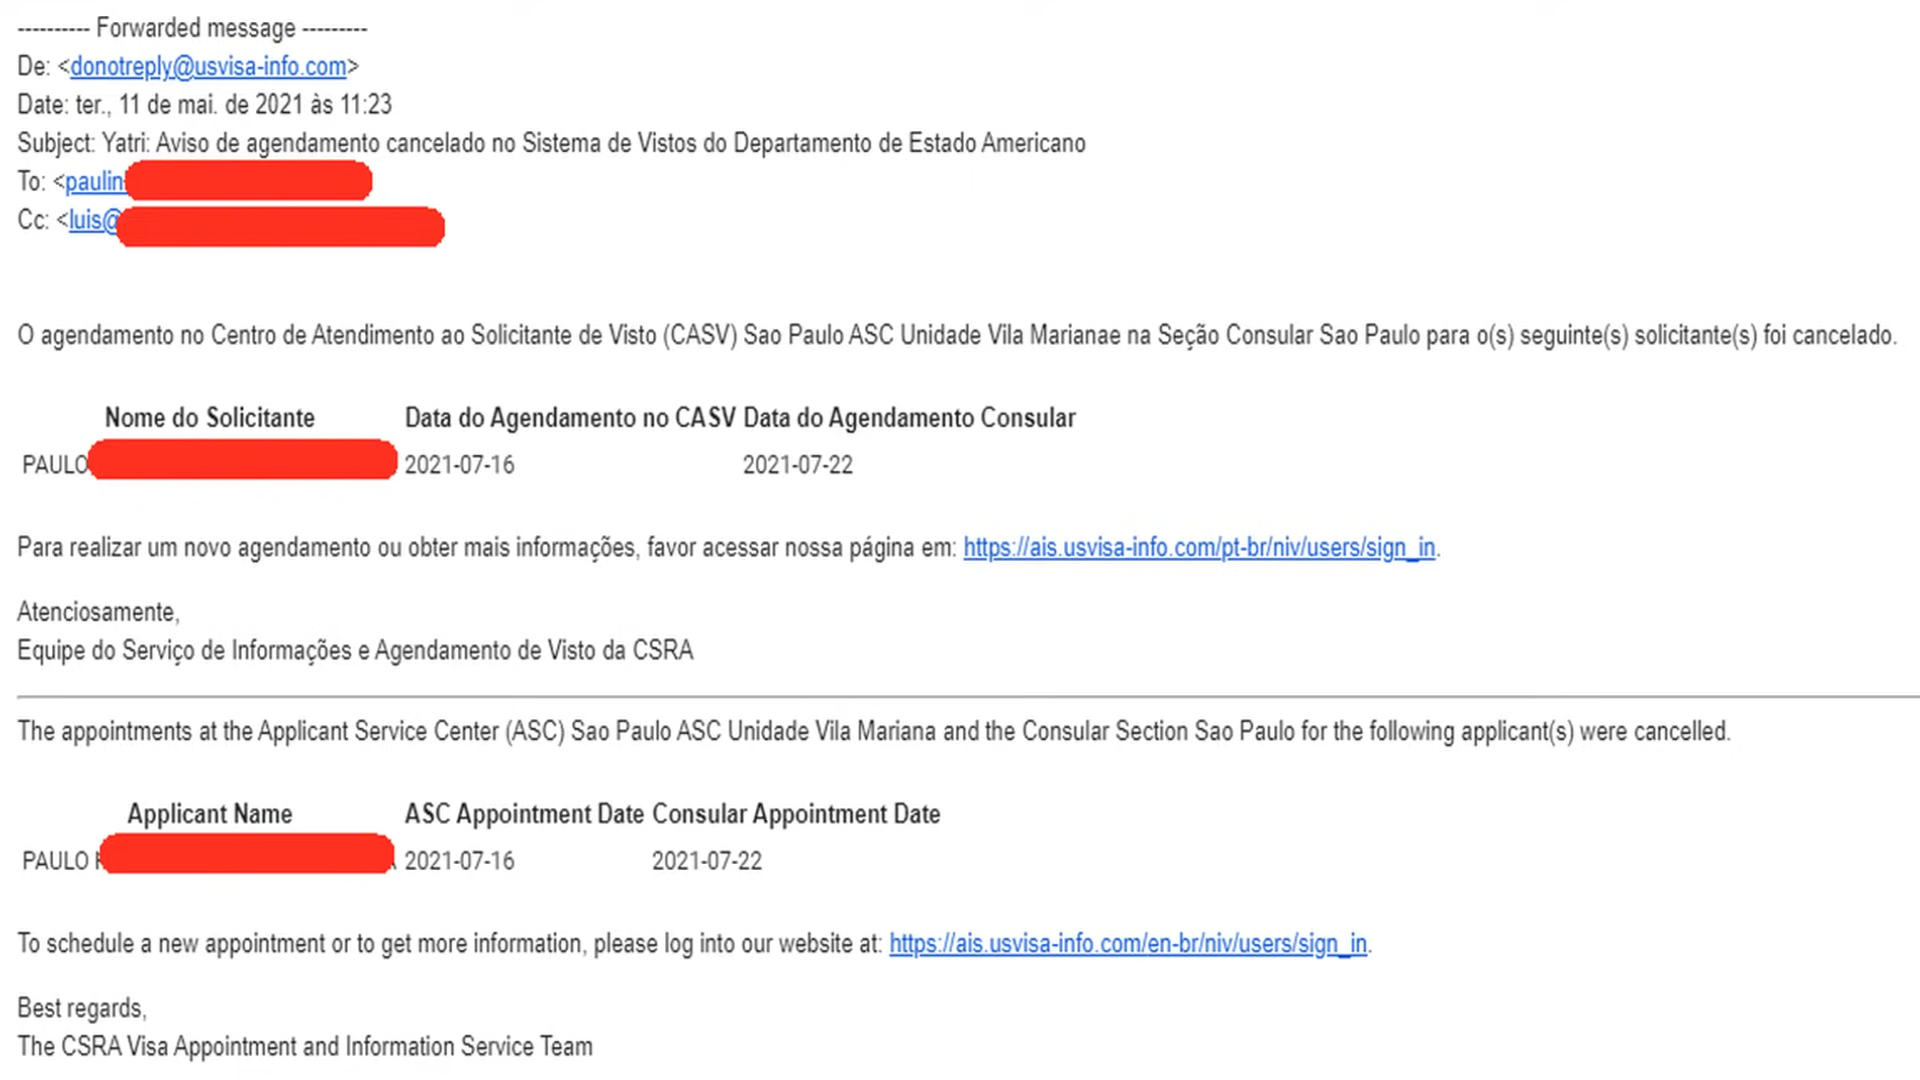 ---------- Forwarded message ---------
De: <donotreply@usvisa-info.com>
Date: ter., 11 de mai. de 2021 às 11:23
Subject: Yatri: Aviso de agendamento cancelado no Sistema de Vistos do Departamento de Estado Americano
To: <paulin
Cc: <luis@
O agendamento no Centro de Atendimento ao Solicitante de Visto (CASV) Sao Paulo ASC Unidade Vila Marianae na Seção Consular Sao Paulo para o(s) seguinte(s) solicitante(s) foi cancelado.
Nome do Solicitante Data do Agendamento no CASV Data do Agendamento Consular
PAULO 2021-07-16 2021-07-22
Para realizar um novo agendamento ou obter mais informações, favor acessar nossa página em: https://ais.usvisa-info.com/pt-br/niv/users/sign_in.
Atenciosamente,
Equipe do Serviço de Informações e Agendamento de Visto da CSRA
The appointments at the Applicant Service Center (ASC) Sao Paulo ASC Unidade Vila Mariana and the Consular Section Sao Paulo for the following applicant(s) were cancelled.
Applicant Name ASC Appointment Date Consular Appointment Date
PAULO 2021-07-16 2021-07-22
To schedule a new appointment or to get more information, please log into our website at: https://ais.usvisa-info.com/en-br/niv/users/sign_in.
Best regards,
The CSRA Visa Appointment and Information Service Team